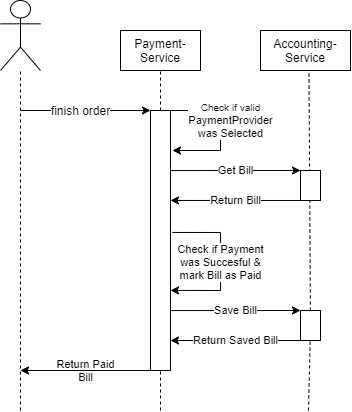 Payment-
Service
Accounting-
Service
finish order
Check if valid
PaymentProvider
was Selected
Get Bill
Return Bill
Check if Payment
was Succesful &
mark Bill as Paid
Save Bill
Return Saved Bill
Return Paid
Bill